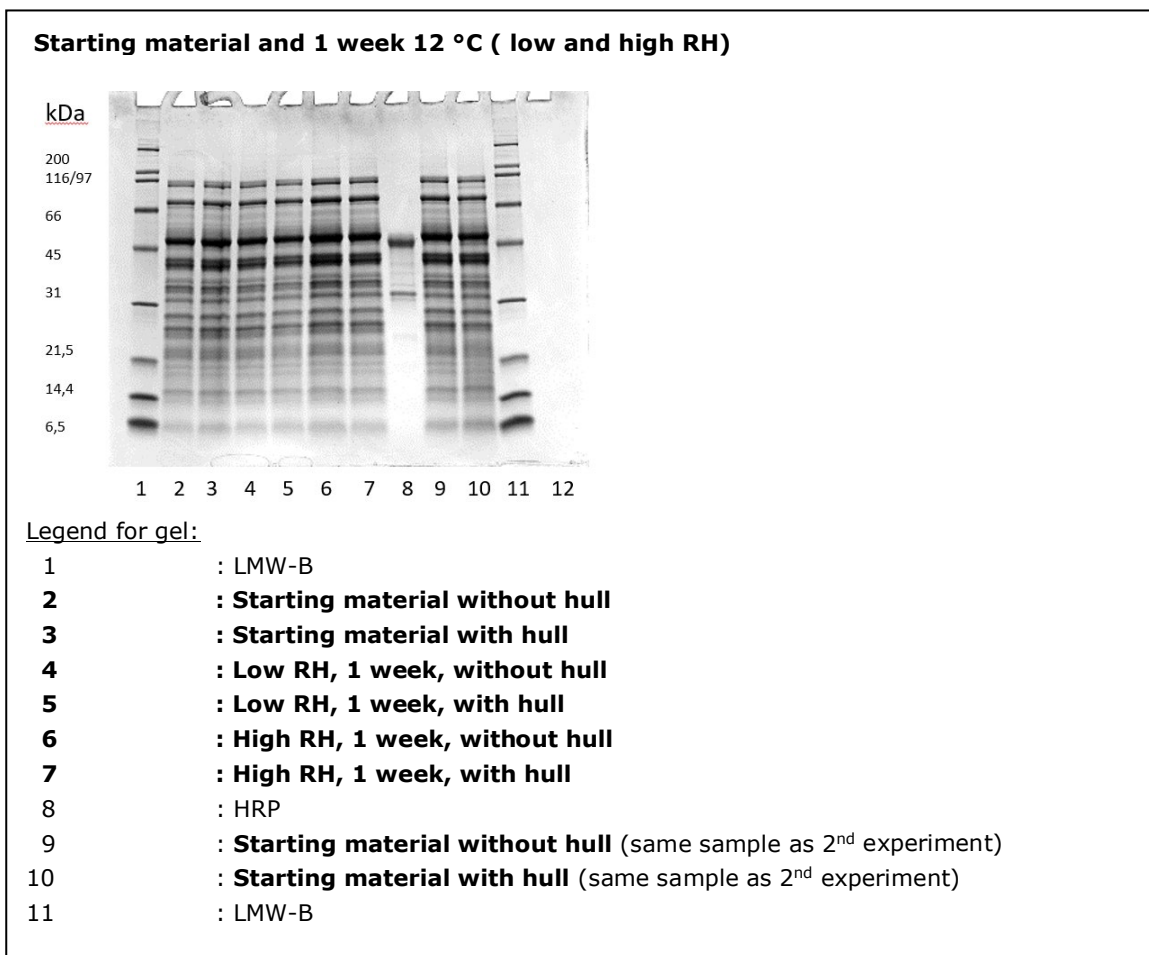 Starting material and 1 week 12 °C ( low and high RH)
kDa
200
116/97
66
45
31
21,5
14,4
6,5
1 2 3 4 5 6 7 8 9 10 11 12
Legend for gel:
1 : LMW-B
2 : Starting material without hull
3 : Starting material with hull
4 : Low RH, 1 week, without hull
5 : Low RH, 1 week, with hull
6 : High RH, 1 week, without hull
7 : High RH, 1 week, with hull
8 : HRP
9 : Starting material without hull (same sample as 2nd experiment)
10 : Starting material with hull (same sample as 2nd experiment)
11 : LMW-B